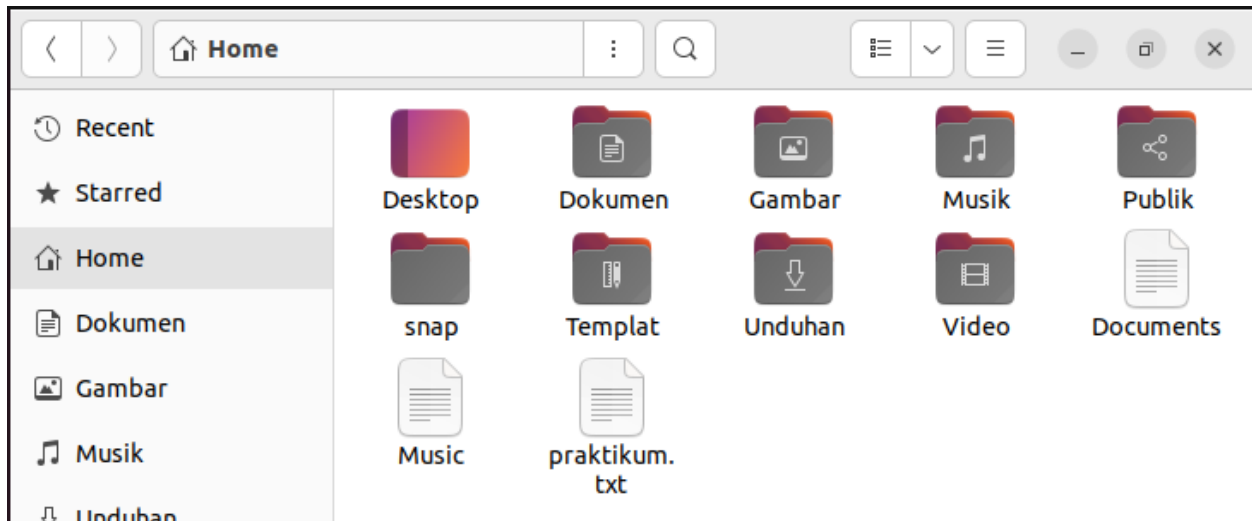 Home
Recent
Starred
Home
Dokumen
Gambar
Musik
Unduhan
Desktop
Dokumen
Gambar
Musik
Publik
snap
Templat
Unduhan
Video
Documents
Music
praktikum.
txt